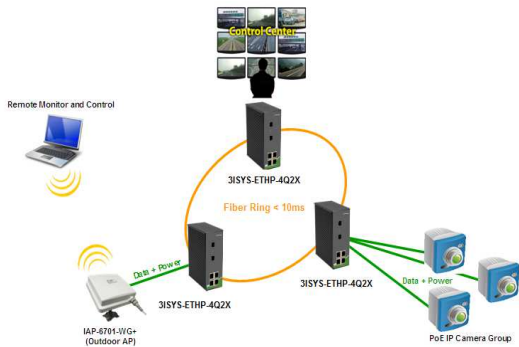 Control Center
Remote Monitor and Control
3ISYS-ETHP-4Q2X
Fiber Ring < 10ms
Data + Power
3ISYS-ETHP-4Q2X
3ISYS-ETHP-4Q2X
Data + Power
IAP-6701-WG+
(Outdoor AP)
PoE IP Camera Group